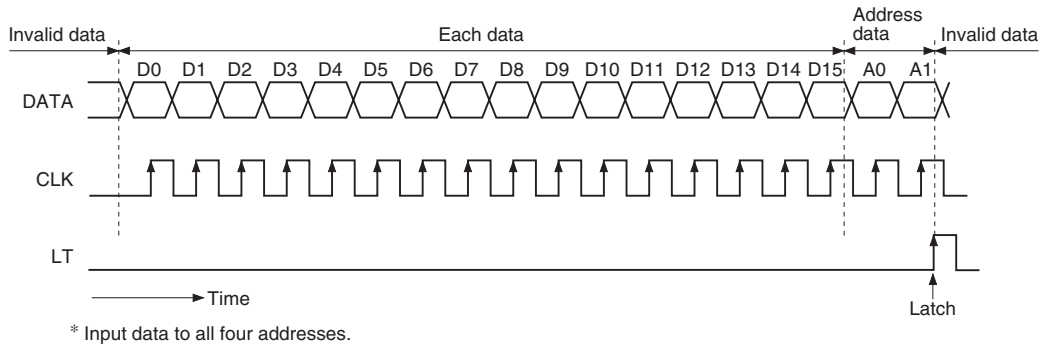 Address
Invalid data Each data data Invalid data
D0 D1 D2 D3 D4 D5 D6 D7 D8 D9 D10 D11 D12 D13 D14 D15 A0 A1
DATA
CLK
LT
Time
Latch
* Input data to all four addresses.